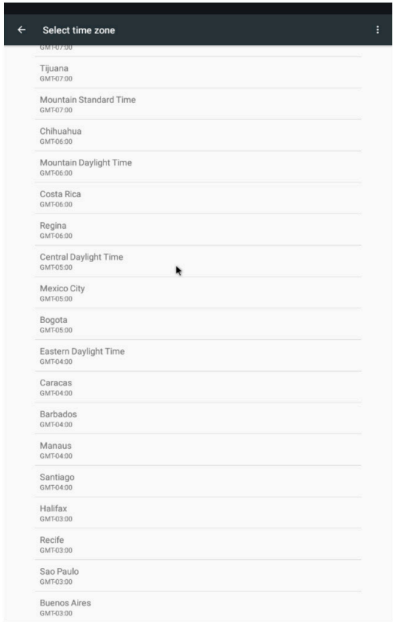 Select time zone
GMT-07:00
Tijuana
GMT-07:00
Mountain Standard Time
GMT-07:00
Chihuahua
GMT-06:00
Mountain Daylight Time
GMT-06:00
Costa Rica
GMT-06:00
Regina
GMT-06:00
Central Daylight Time
GMT-05:00
Mexico City
GMT-05:00
Bogota
GMT-05:00
Eastern Daylight Time
GMT-04:00
Caracas
GMT-04:00
Barbados
GMT-04:00
Manaus
GMT-04:00
Santiago
GMT-04:00
Halifax
GMT-03:00
Recife
GMT-03:00
Sao Paulo
GMT-03:00
Buenos Aires
GMT-03:00